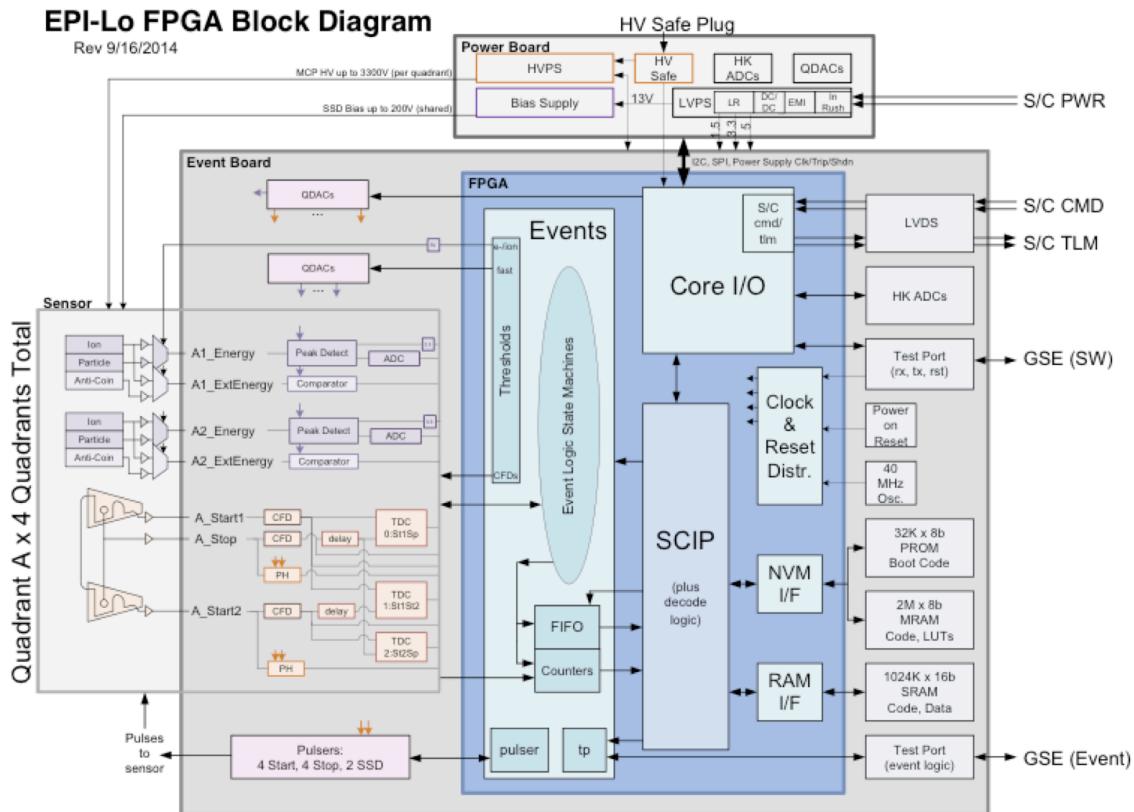 EPI-Lo FPGA Block Diagram
Rev 9/16/2014
HV Safe Plug
Power Board
MCP HV up to 3300V (per quadrant)
HVPS
HV
Safe
HK
ADCs
QDACs
SSD Bias up to 200V (shared)
Bias Supply
13V
LVPS
LR
DC/
DC
EMI
In
Rush
S/C PWR
1.5
3.3
5
Event Board
I2C, SPI, Power Supply Clk/Trip/Shdn
FPGA
QDACs
...
Events
S/C
cmd/
tlm
Core I/O
LVDS
S/C CMD
S/C TLM
e-/ion
fast
QDACs
...
HK ADCs
Thresholds
Event Logic State Machines
Sensor
Quadrant A x 4 Quadrants Total
Ion
Particle
Anti-Coin
A1_Energy
Peak Detect
ADC
A1_ExtEnergy
Comparator
Test Port
(rx, tx, rst)
GSE (SW)
Ion
Particle
Anti-Coin
A2_Energy
Peak Detect
ADC
A2_ExtEnergy
Comparator
Clock
&
Reset
Distr.
Power
on
Reset
40
MHz
Osc.
CFDs
A_Start1
CFD
TDC
0:St1Sp
A_Stop
CFD
delay
PH
TDC
1:St1St2
A_Start2
CFD
delay
TDC
2:St2Sp
PH
SCIP
(plus
decode
logic)
NVM
I/F
32K x 8b
PROM
Boot Code
2M x 8b
MRAM
Code, LUTs
FIFO
Counters
RAM
I/F
1024K x 16b
SRAM
Code, Data
Pulses
to
sensor
Pulsers:
4 Start, 4 Stop, 2 SSD
pulser
tp
Test Port
(event logic)
GSE (Event)